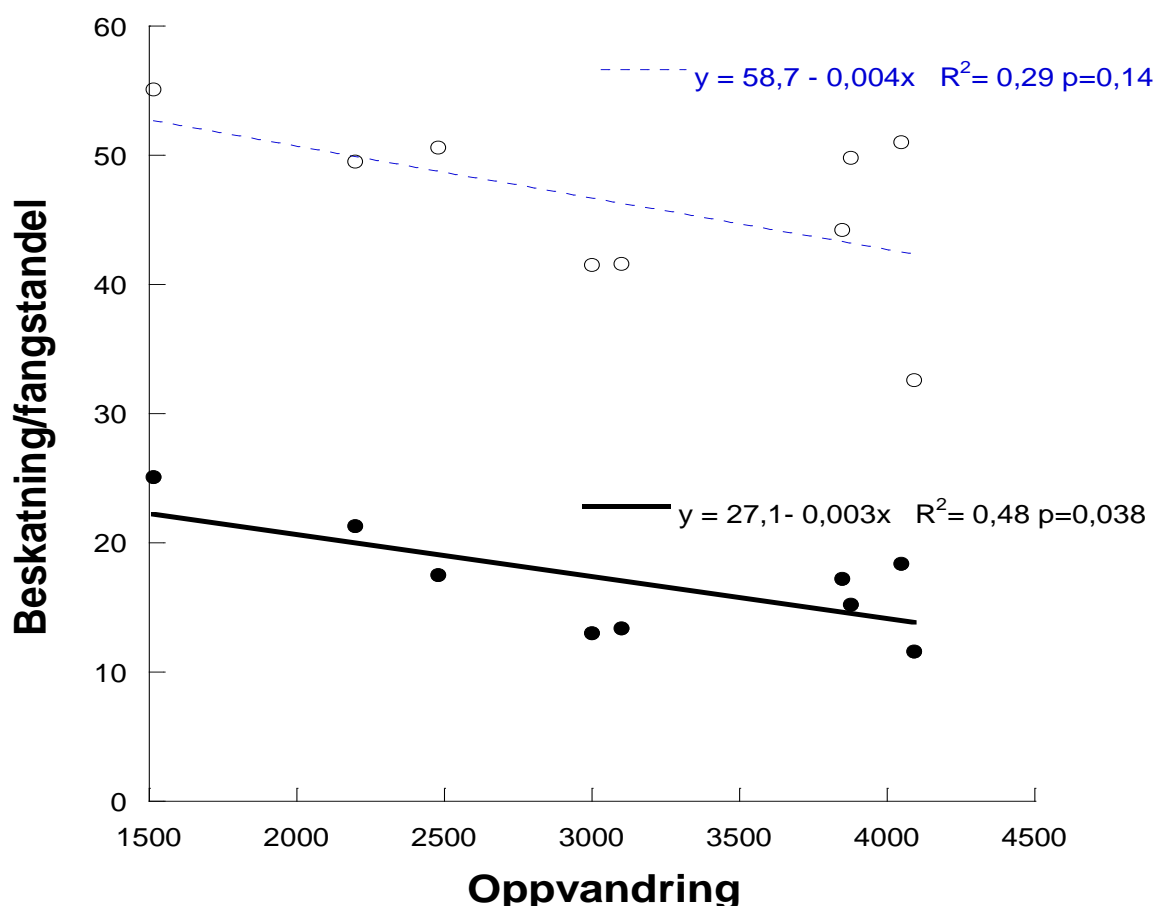 60
y = 58,7 - 0,004x R²= 0,29 p=0,14
50
40
30
y = 27,1- 0,003x R²= 0,48 p=0,038
20
10
0
Beskatning/fangstandel
1500 2000 2500 3000 3500 4000 4500
Oppvandring